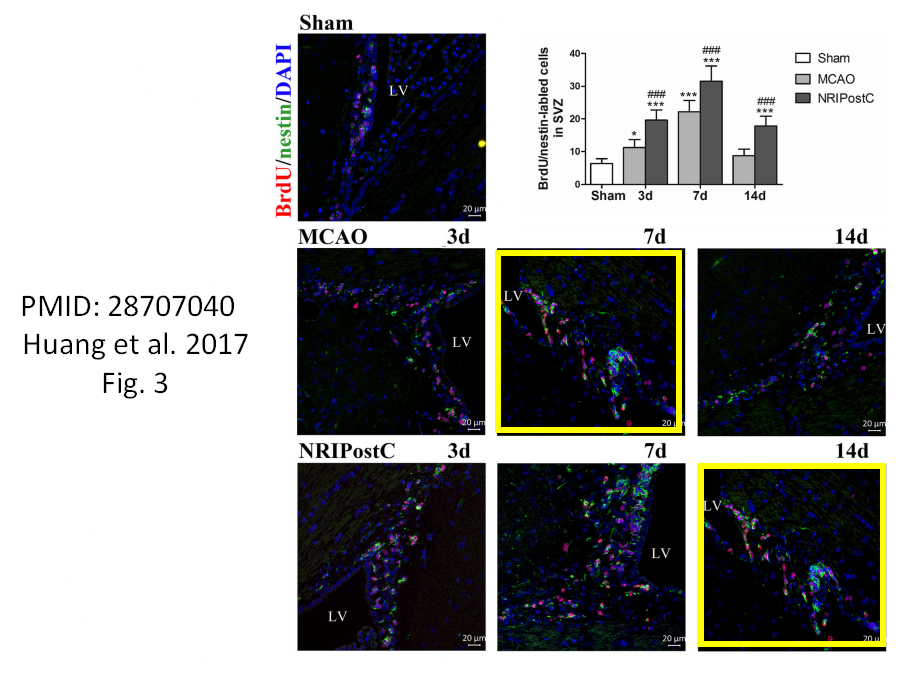 Sham
BrdU/nestin/DAPI
LV
20 µm
BrdU/nestin-labled cells
in SVZ
40
30
20
10
0
*
***
###
***
***
###
***
###
Sham
3d
7d
14d
Sham
MCAO
NRIPostC
PMID: 28707040
Huang et al. 2017
Fig. 3
MCAO
3d
7d
14d
LV
20 µm
LV
20 µm
LV
20 µm
NRIPostC
3d
7d
14d
LV
20 µm
LV
20 µm
LV
20 µm